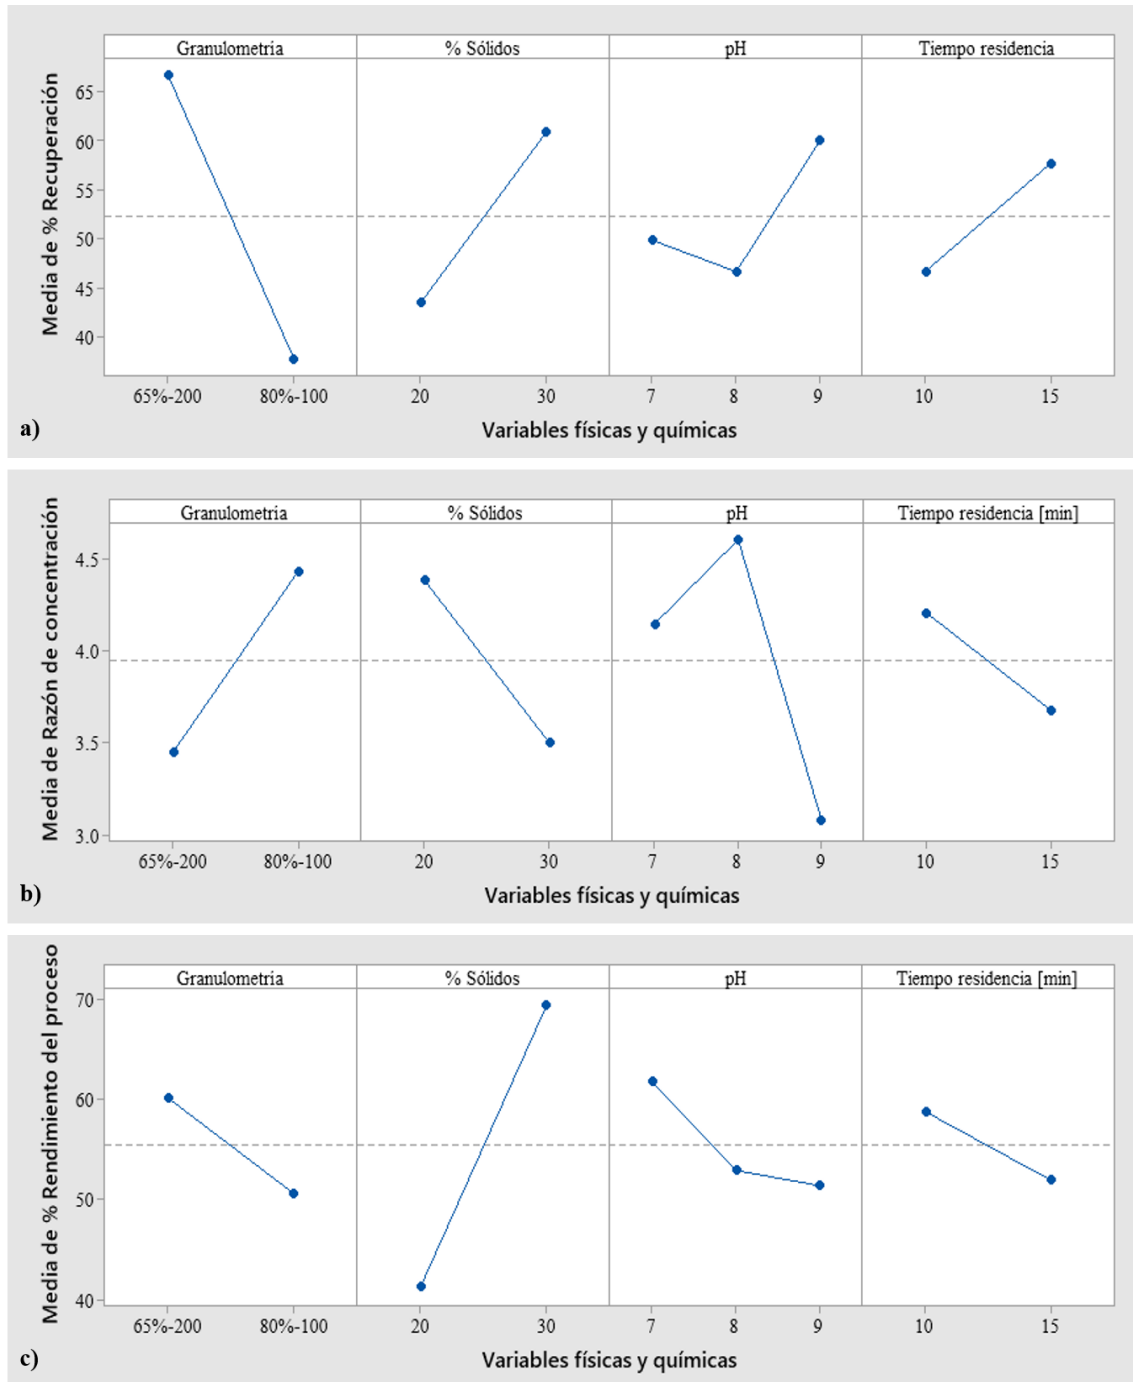 Granulometria % Sólidos pH Tiempo residencia
Media de % Recuperación
65
60
55
50
45
40
65%-200 80%-100 20 30 7 8 9 10 15
Variables físicas y químicas
a)
Granulometria % Sólidos pH Tiempo residencia [min]
Media de Razón de concentración
4.5
4.0
3.5
3.0
65%-200 80%-100 20 30 7 8 9 10 15
Variables físicas y químicas
b)
Granulometria % Sólidos pH Tiempo residencia [min]
Media de % Rendimiento del proceso
70
60
50
40
65%-200 80%-100 20 30 7 8 9 10 15
Variables físicas y químicas
c)